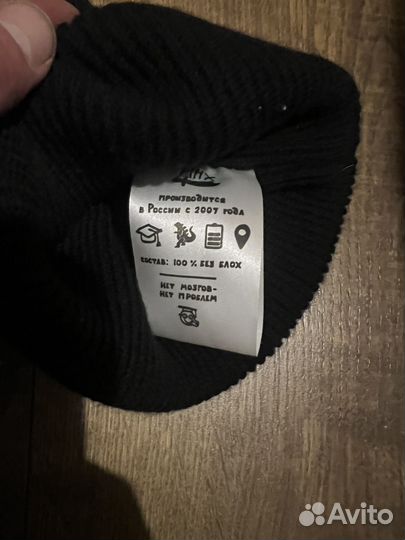 ПРОИЗВОДИТСЯ
в России с 2007 года
СОСТАВ: 100 % БЕЗ БЛОХ
НЕТ МОЗГОВ-
НЕТ ПРОБЛЕМ
Avito